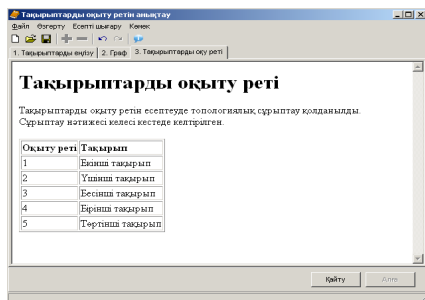 Тақырыптарды оқыту ретін анықтау
Файл Өзгерту Есепті шығару Көмек
1. Тақырыптарды еңгізу 2. Граф 3. Тақырыптарды оқу реті
Тақырыптарды оқыту реті
Тақырыптарды оқыту ретін есептеуде топологиялық сұрыптау қолданылды.
Сұрыптау нәтижесі келесі кестеде келтірілген.
Оқыту реті Тақырып
1 Екінші тақырып
2 Үшінші тақырып
3 Бесінші тақырып
4 Бірінші тақырып
5 Төртінші тақырып
Қайту Алға